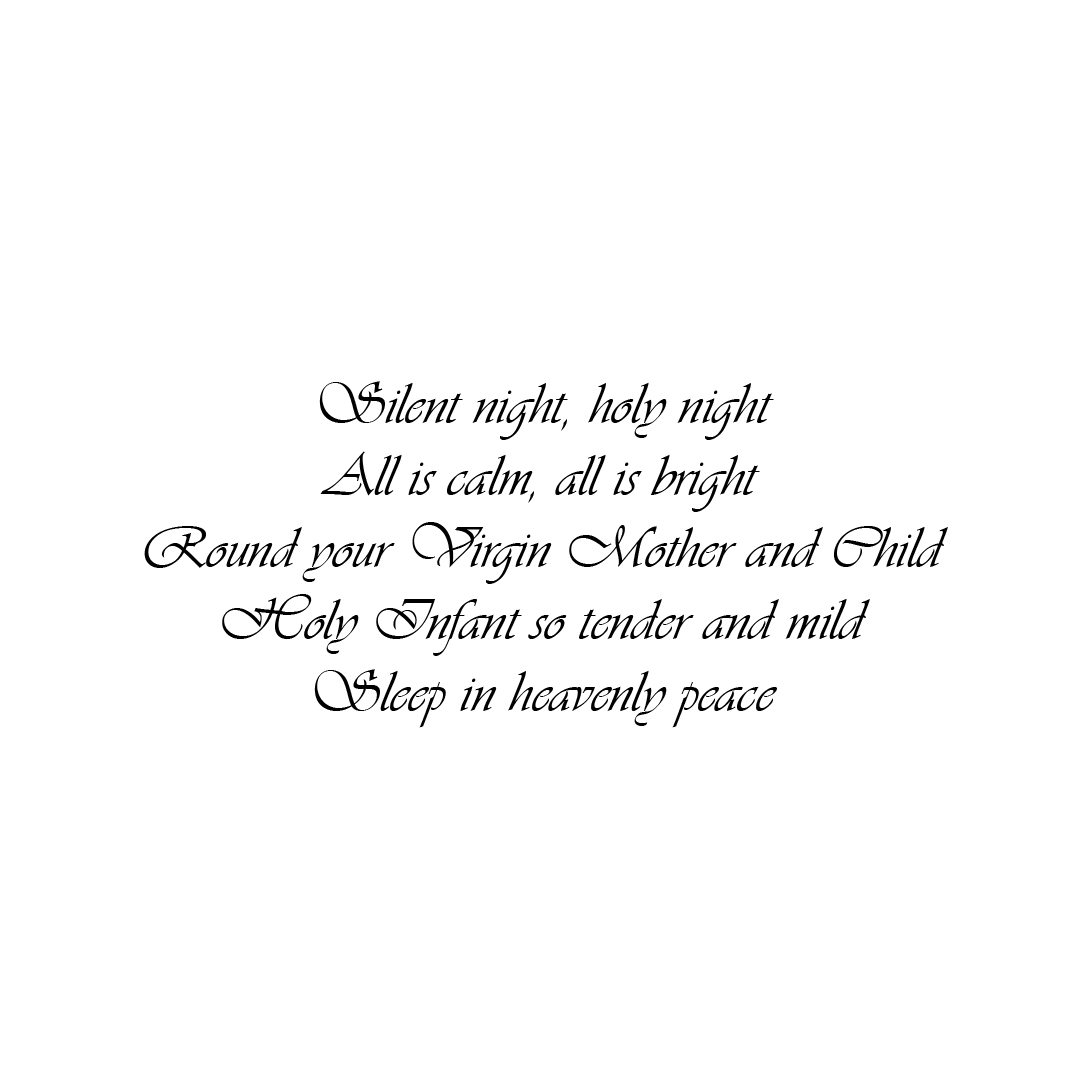 Silent night, holy night
All is calm, all is bright
Round your Virgin Mother and Child
Holy Infant so tender and mild
Sleep in heavenly peace